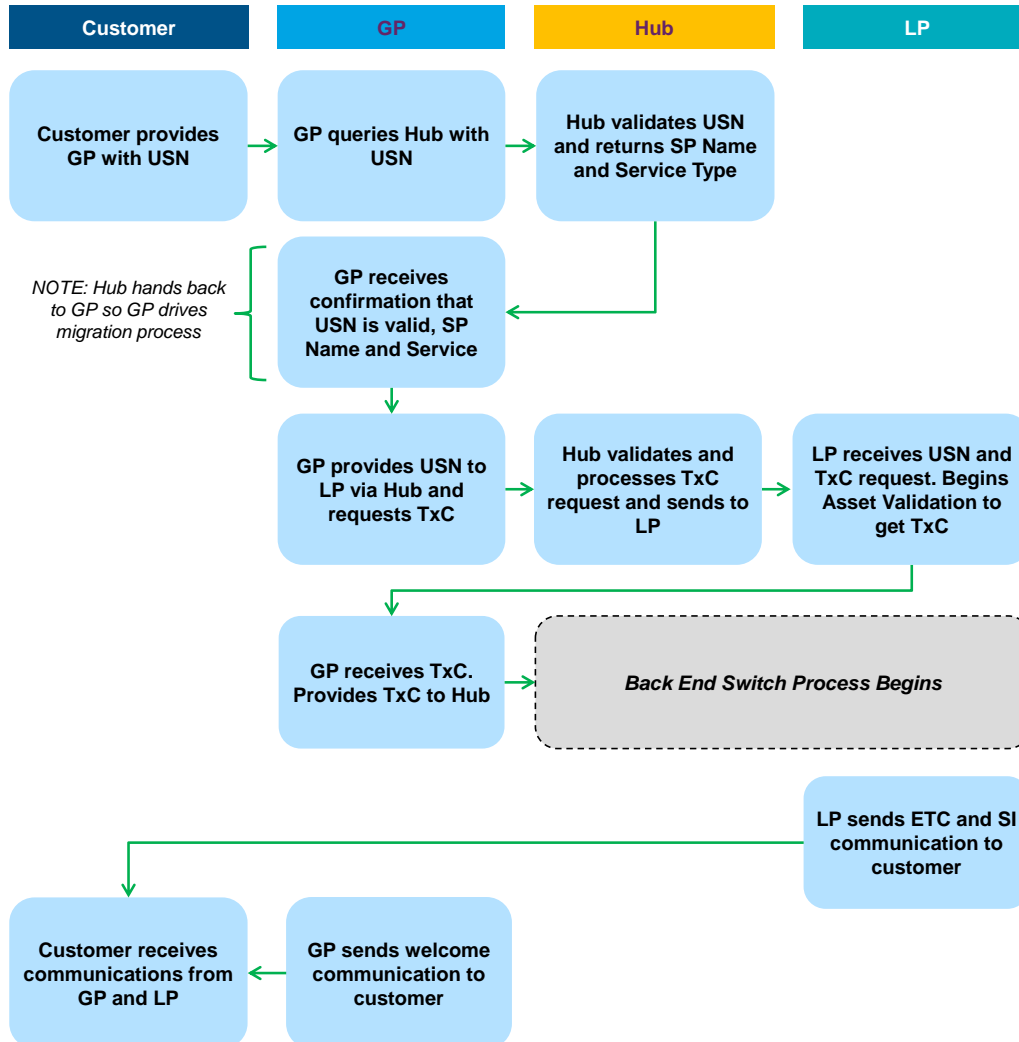 Customer
GP
Hub
LP
Customer provides
GP with USN
GP queries Hub with
USN
Hub validates USN
and returns SP Name
and Service Type
NOTE: Hub hands back
to GP so GP drives
migration process
GP receives
confirmation that
USN is valid, SP
Name and Service
GP provides USN to
LP via Hub and
requests TxC
Hub validates and
processes TxC
request and sends to
LP
LP receives USN and
TxC request. Begins
Asset Validation to
get TxC
GP receives TxC.
Provides TxC to Hub
Back End Switch Process Begins
LP sends ETC and SI
communication to
customer
Customer receives
communications from
GP and LP
GP sends welcome
communication to
customer